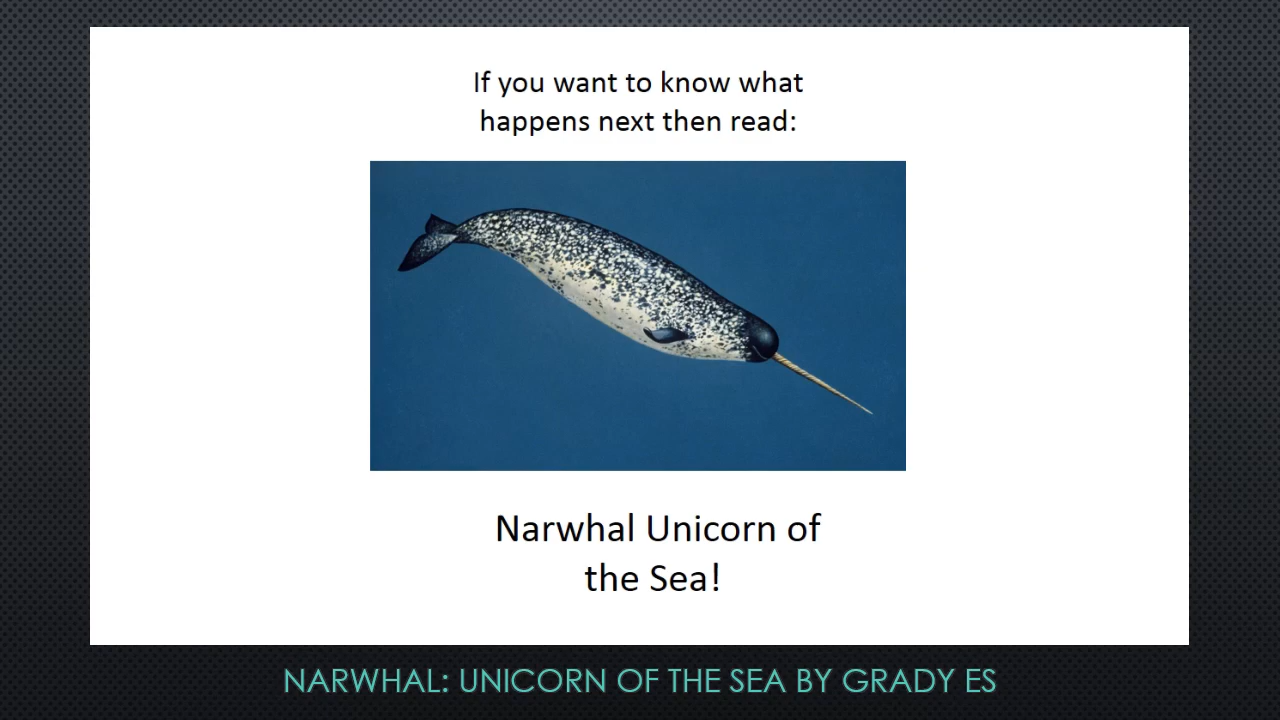 If you want to know what
happens next then read:
Narwhal Unicorn of
the Sea!
NARWHAL: UNICORN OF THE SEA BY GRADY ES